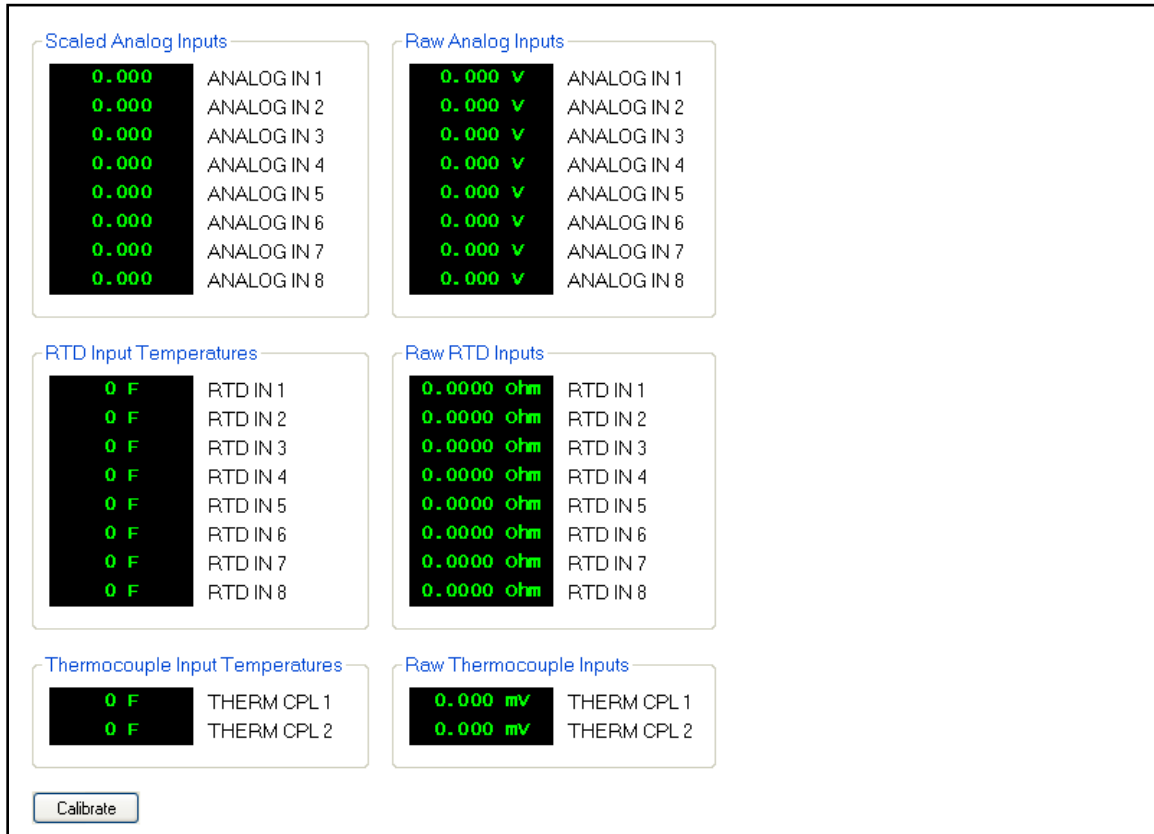 Scaled Analog Inputs
0.000 ANALOG IN 1
0.000 ANALOG IN 2
0.000 ANALOG IN 3
0.000 ANALOG IN 4
0.000 ANALOG IN 5
0.000 ANALOG IN 6
0.000 ANALOG IN 7
0.000 ANALOG IN 8
Raw Analog Inputs
0.000 V ANALOG IN 1
0.000 V ANALOG IN 2
0.000 V ANALOG IN 3
0.000 V ANALOG IN 4
0.000 V ANALOG IN 5
0.000 V ANALOG IN 6
0.000 V ANALOG IN 7
0.000 V ANALOG IN 8
RTD Input Temperatures
0 F RTD IN 1
0 F RTD IN 2
0 F RTD IN 3
0 F RTD IN 4
0 F RTD IN 5
0 F RTD IN 6
0 F RTD IN 7
0 F RTD IN 8
Raw RTD Inputs
0.0000 Ohm RTD IN 1
0.0000 Ohm RTD IN 2
0.0000 Ohm RTD IN 3
0.0000 Ohm RTD IN 4
0.0000 Ohm RTD IN 5
0.0000 Ohm RTD IN 6
0.0000 Ohm RTD IN 7
0.0000 Ohm RTD IN 8
Thermocouple Input Temperatures
0 F THERM CPL 1
0 F THERM CPL 2
Raw Thermocouple Inputs
0.000 mV THERM CPL 1
0.000 mV THERM CPL 2
Calibrate